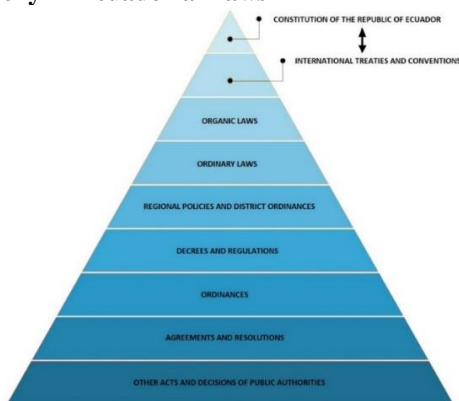 CONSTITUTION OF THE REPUBLIC OF ECUADOR
INTERNATIONAL TREATIES AND CONVENTIONS
ORGANIC LAWS
ORDINARY LAWS
REGIONAL POLICIES AND DISTRICT ORDINANCES
DECREES AND REGULATIONS
ORDINANCES
AGREEMENTS AND RESOLUTIONS
OTHER ACTS AND DECISIONS OF PUBLIC AUTHORITIES